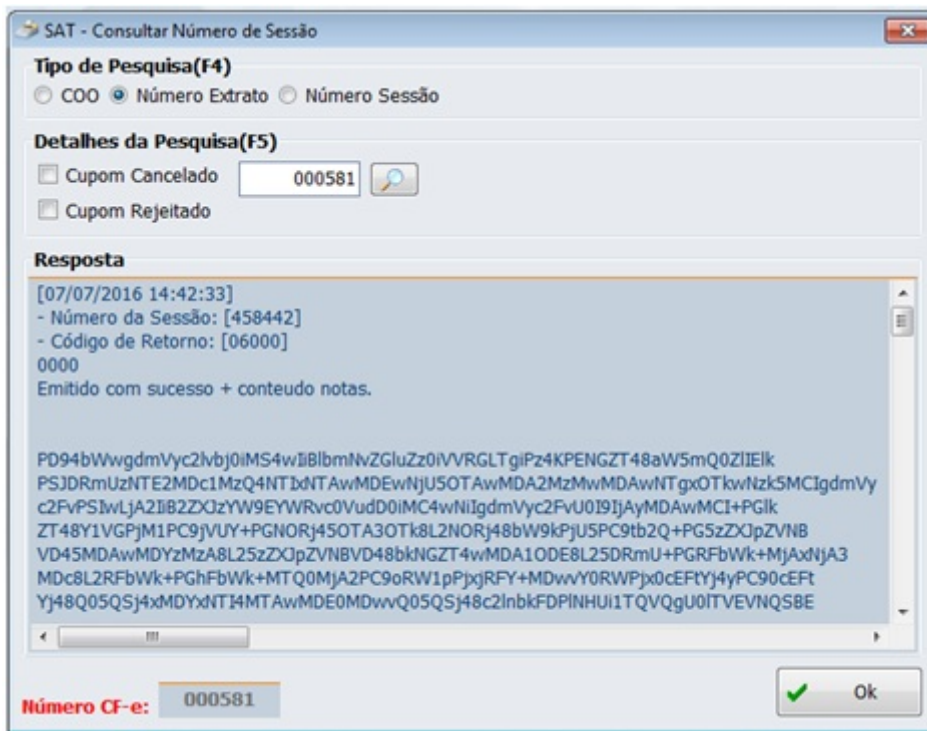 SAT - Consultar Número de Sessão
Tipo de Pesquisa(F4)
COO Número Extrato Número Sessão
Detalhes da Pesquisa(F5)
Cupom Cancelado 000581
Cupom Rejeitado
Resposta
[07/07/2016 14:42:33]
- Número da Sessão: [458442]
- Código de Retorno: [06000]
0000
Emitido com sucesso + conteudo notas.
PD94bWwgdmVyc2lvbj0iMS4wIiBlbmNvZGluZz0iVVRGLTgiPz4KPENGZT48aW5mQ0ZlIElk
PSJDRmUzNTE2MDc1MzQ4NTIxNTAwMDEwNjU5OTAwMDA2MzMwMDAwNTgxOTkwNzk5MCIgdmVy
c2FvPSIwLjA2IiB2ZXJzYW9EYWRvc0VudD0iMC4wNiIgdmVyc2FvU0I9IjAyMDAwMCI+PGlk
ZT48Y1VGPjM1PC9jVUY+PGNORj45OTA3OTk8L2NORj48bW9kPjU5PC9tb2Q+PG5zZXJpZVNB
VD45MDAwMDYzMzA8L25zZXJpZVNBVD48bkNGZT4wMDA1ODE8L25DRmU+PGRFbWk+MjAxNjA3
MDc8L2RFbWk+PGhFbWk+MTQ0MjA2PC9oRW1pPjxjRFY+MDwvY0RWPjx0cEFtYj4yPC90cEFt
Yj48Q05QSj4xMDYxNTI4MTAwMDE0MDwvQ05QSj48c2lnbkFDPlNHUi1TQVQgU0lTVEVNQSBE
Número CF-e: 000581 Ok